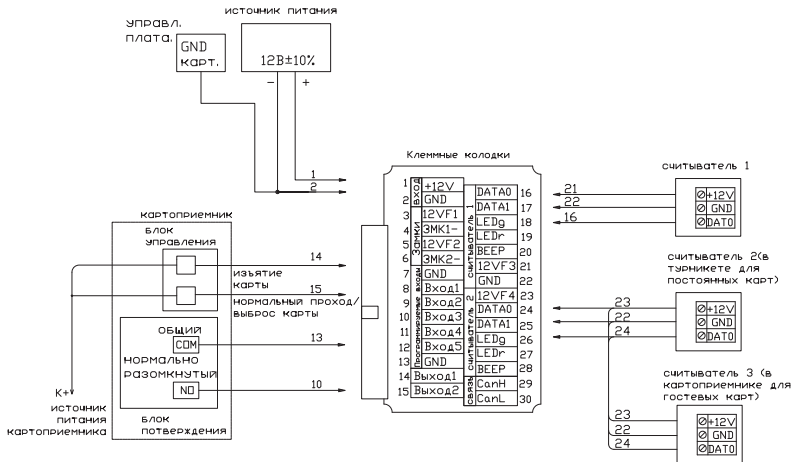 источник питания
УПРАВЛ.
ПЛАТА.
GND
КАРТ.
12В±10%
− +
1
2
Клеммные колодки
1 +12V
2 GND
3 12VF1
4 ЗМК1-
5 12VF2
6 ЗМК2-
7 GND
8 Вход1
9 Вход2
10 Вход3
11 Вход4
12 Вход5
13 GND
14 Выход1
15 Выход2
ВХОД
Замки
Программируемые входы
считыватель 1
считыватель 2
связь
DATA0 16
DATA1 17
LEDg 18
LEDr 19
BEEP 20
12VF3 21
GND 22
12VF4 23
DATA0 24
DATA1 25
LEDg 26
LEDr 27
BEEP 28
CanH 29
CanL 30
картоприемник
БЛОК
УПРАВЛЕНИЯ
14
ИЗЪЯТИЕ
КАРТЫ
15
НОРМАЛЬНЫЙ ПРОХОД/
ВЫБРОС КАРТЫ
ОБЩИЙ
COM
13
НОРМАЛЬНО
РАЗОМКНУТЫЙ
NO
10
БЛОК
ПОТВЕРЖДЕНИЯ
К+
источник
питания
картоприемника
считыватель 1
21
22
16
+12V
GND
DAT0
считыватель 2(в
турникете для
постоянных карт)
23
22
24
+12V
GND
DAT0
считыватель 3 (в
картоприемнике для
гостевых карт)
23
22
24
+12V
GND
DAT0